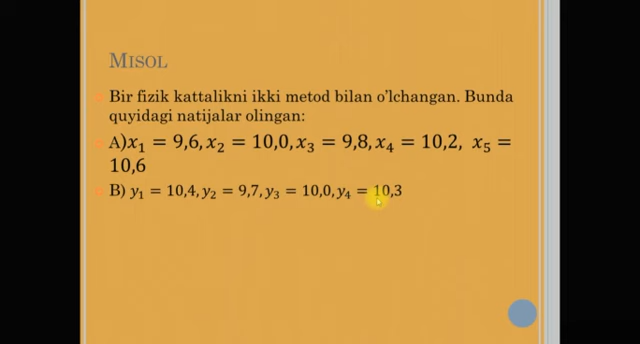 Misol
Bir fizik kattalikni ikki metod bilan o'lchangan. Bunda
quyidagi natijalar olingan:
A)x₁ = 9,6, x₂ = 10,0, x₃ = 9,8, x₄ = 10,2, x₅ =
10,6
B) y₁ = 10,4, y₂ = 9,7, y₃ = 10,0, y₄ = 10,3